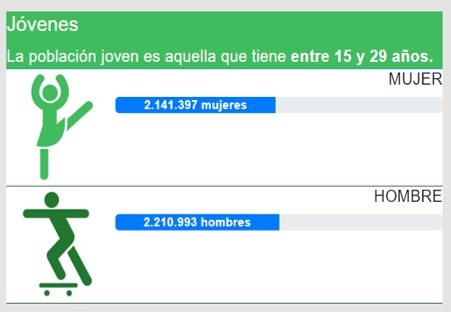 Jóvenes
La población joven es aquella que tiene entre 15 y 29 años.
MUJER
2.141.397 mujeres
HOMBRE
2.210.993 hombres